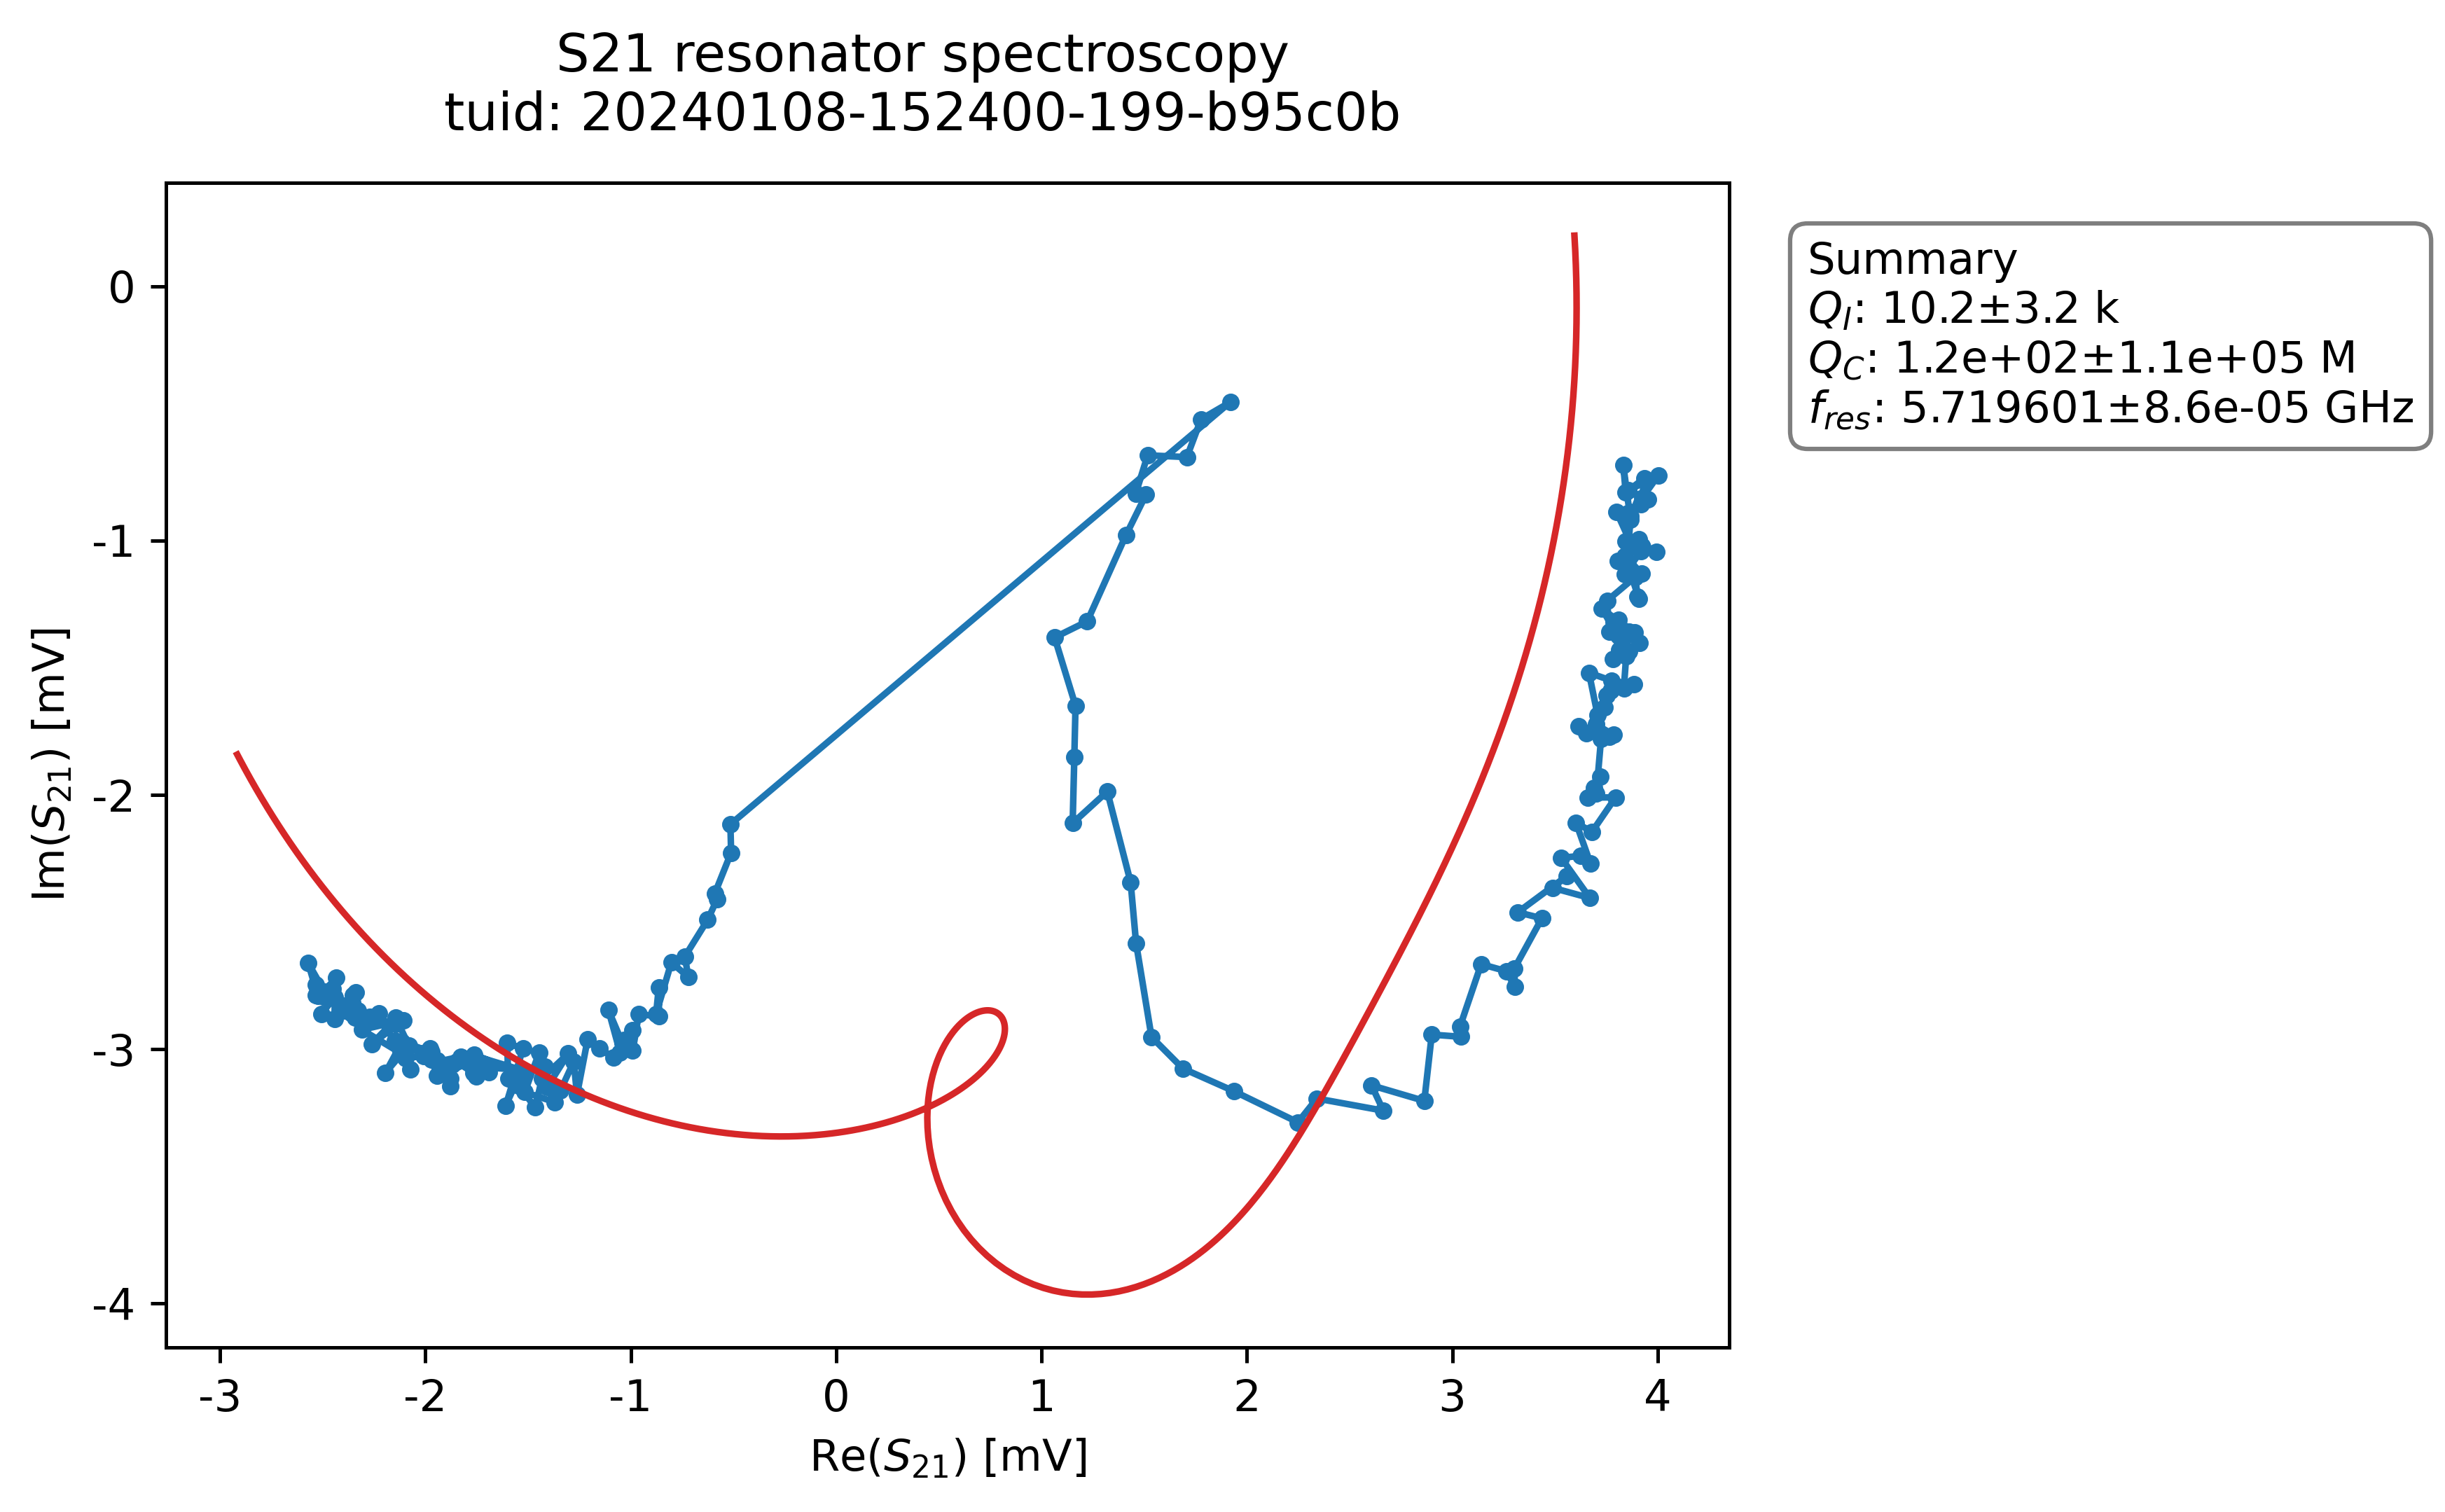 S21 resonator spectroscopy
tuid: 20240108-152400-199-b95c0b
Summary
Q_l: 10.2±3.2 k
Q_C: 1.2e+02±1.1e+05 M
f_res: 5.719601±8.6e-05 GHz
Im(S_21) [mV]
0
-1
-2
-3
-4
-3
-2
-1
0
1
2
3
4
Re(S_21) [mV]